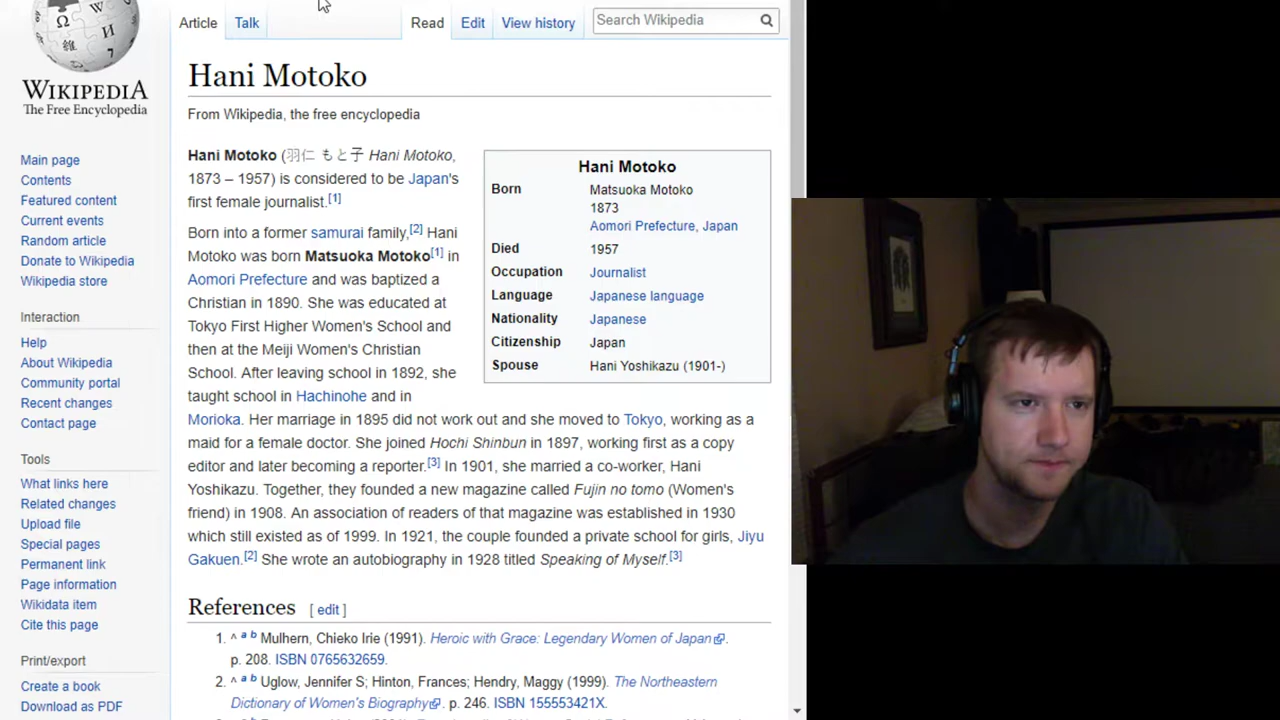 Article
Talk
Read
Edit
View history
Search Wikipedia
WIKIPEDIA
The Free Encyclopedia
Main page
Contents
Featured content
Current events
Random article
Donate to Wikipedia
Wikipedia store
Interaction
Help
About Wikipedia
Community portal
Recent changes
Contact page
Tools
What links here
Related changes
Upload file
Special pages
Permanent link
Page information
Wikidata item
Cite this page
Print/export
Create a book
Download as PDF
Hani Motoko
From Wikipedia, the free encyclopedia
Hani Motoko (羽仁 もと子 Hani Motoko,
1873 – 1957) is considered to be Japan's
first female journalist.[1]
Born into a former samurai family,[2] Hani
Motoko was born Matsuoka Motoko[1] in
Aomori Prefecture and was baptized a
Christian in 1890. She was educated at
Tokyo First Higher Women's School and
then at the Meiji Women's Christian
School. After leaving school in 1892, she
taught school in Hachinohe and in
Morioka. Her marriage in 1895 did not work out and she moved to Tokyo, working as a
maid for a female doctor. She joined Hochi Shinbun in 1897, working first as a copy
editor and later becoming a reporter.[3] In 1901, she married a co-worker, Hani
Yoshikazu. Together, they founded a new magazine called Fujin no tomo (Women's
friend) in 1908. An association of readers of that magazine was established in 1930
which still existed as of 1999. In 1921, the couple founded a private school for girls, Jiyu
Gakuen.[2] She wrote an autobiography in 1928 titled Speaking of Myself.[3]
Hani Motoko
Born Matsuoka Motoko
1873
Aomori Prefecture, Japan
Died 1957
Occupation Journalist
Language Japanese language
Nationality Japanese
Citizenship Japan
Spouse Hani Yoshikazu (1901-)
References [ edit ]
1. ^ a b Mulhern, Chieko Irie (1991). Heroic with Grace: Legendary Women of Japan.
p. 208. ISBN 0765632659.
2. ^ a b Uglow, Jennifer S; Hinton, Frances; Hendry, Maggy (1999). The Northeastern
Dictionary of Women's Biography. p. 246. ISBN 155553421X.